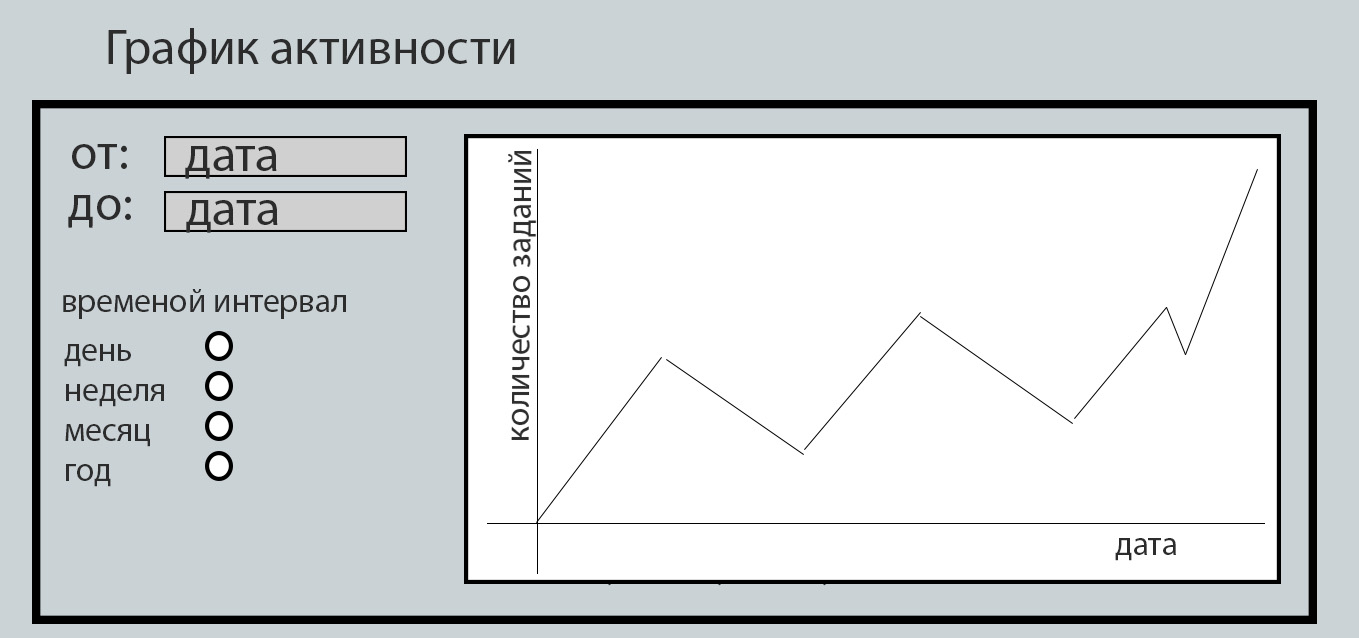 График активности
от: дата
до: дата
временой интервал
день
неделя
месяц
год
количество заданий
дата